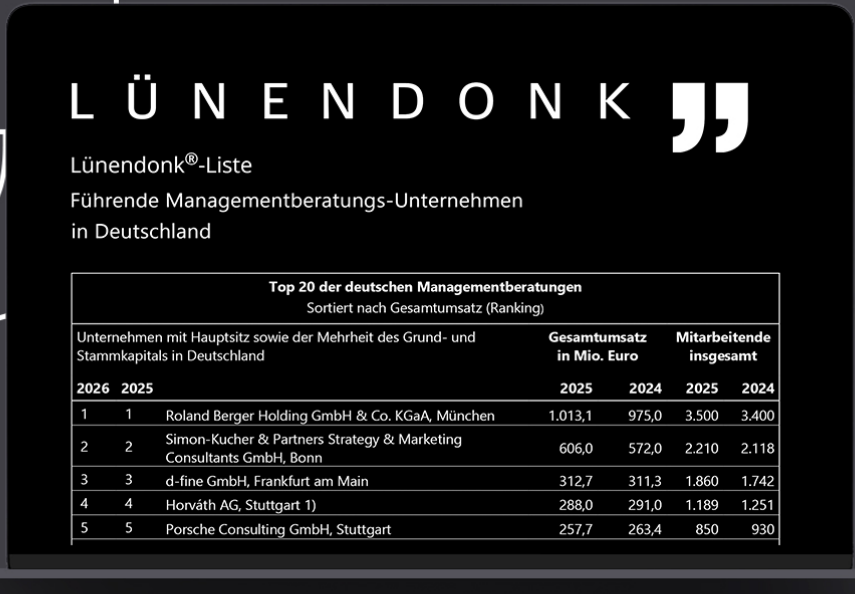 LÜNENDONK
Lünendonk®-Liste
Führende Managementberatungs-Unternehmen
in Deutschland
Top 20 der deutschen Managementberatungen
Sortiert nach Gesamtumsatz (Ranking)
Unternehmen mit Hauptsitz sowie der Mehrheit des Grund- und Stammkapitals in Deutschland
Gesamtumsatz in Mio. Euro
Mitarbeitende insgesamt
2026 2025 2025 2024 2025 2024
1 1 Roland Berger Holding GmbH & Co. KGaA, München 1.013,1 975,0 3.500 3.400
2 2 Simon-Kucher & Partners Strategy & Marketing Consultants GmbH, Bonn 606,0 572,0 2.210 2.118
3 3 d-fine GmbH, Frankfurt am Main 312,7 311,3 1.860 1.742
4 4 Horváth AG, Stuttgart 1) 288,0 291,0 1.189 1.251
5 5 Porsche Consulting GmbH, Stuttgart 257,7 263,4 850 930